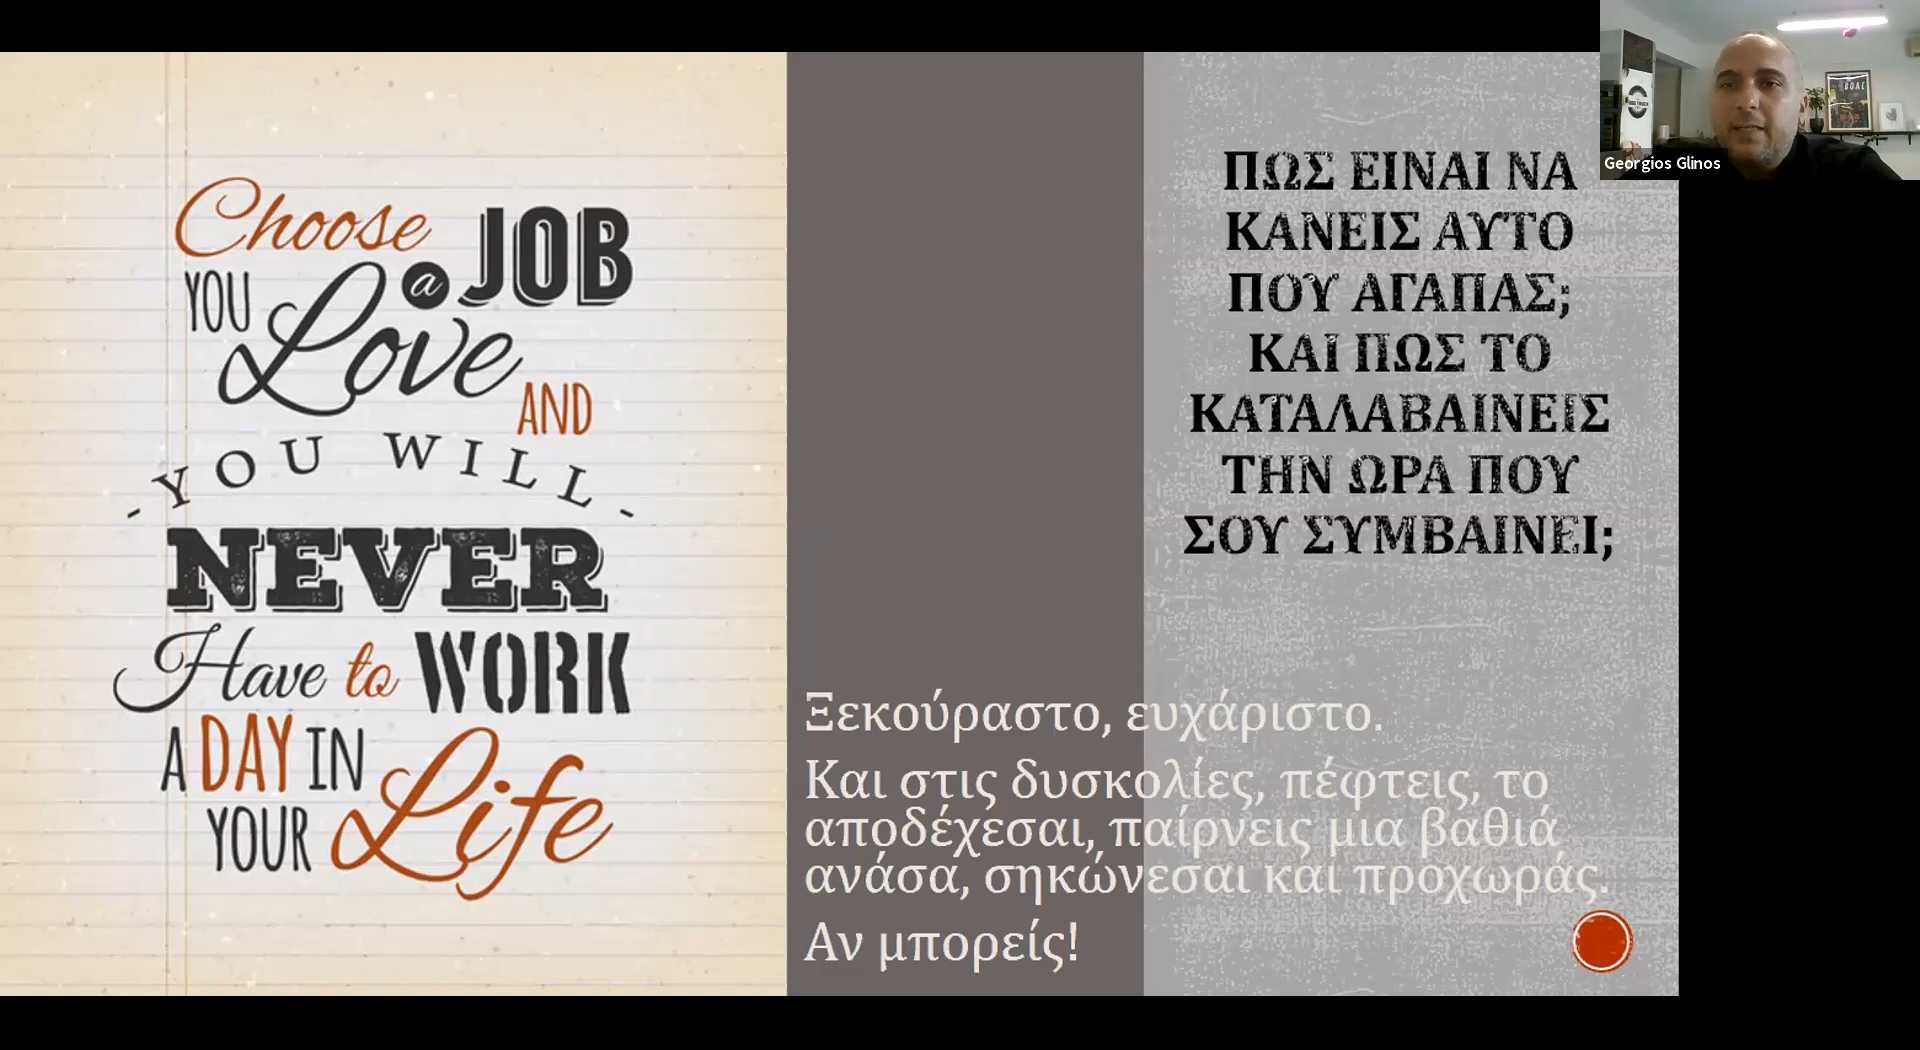 Choose
a JOB
YOU Love
AND
- YOU WILL -
NEVER
Have to WORK
A DAY IN
YOUR Life
ΠΩΣ ΕΙΝΑΙ ΝΑ
ΚΑΝΕΙΣ ΑΥΤΟ
ΠΟΥ ΑΓΑΠΑΣ;
ΚΑΙ ΠΩΣ ΤΟ
ΚΑΤΑΛΑΒΑΙΝΕΙΣ
ΤΗΝ ΩΡΑ ΠΟΥ
ΣΟΥ ΣΥΜΒΑΙΝΕΙ;
Ξεκούραστο, ευχάριστο.
Και στις δυσκολίες, πέφτεις, το
αποδέχεσαι, παίρνεις μια βαθιά
ανάσα, σηκώνεσαι και προχωράς.
Αν μπορείς!
GOAL
Georgios Glinos